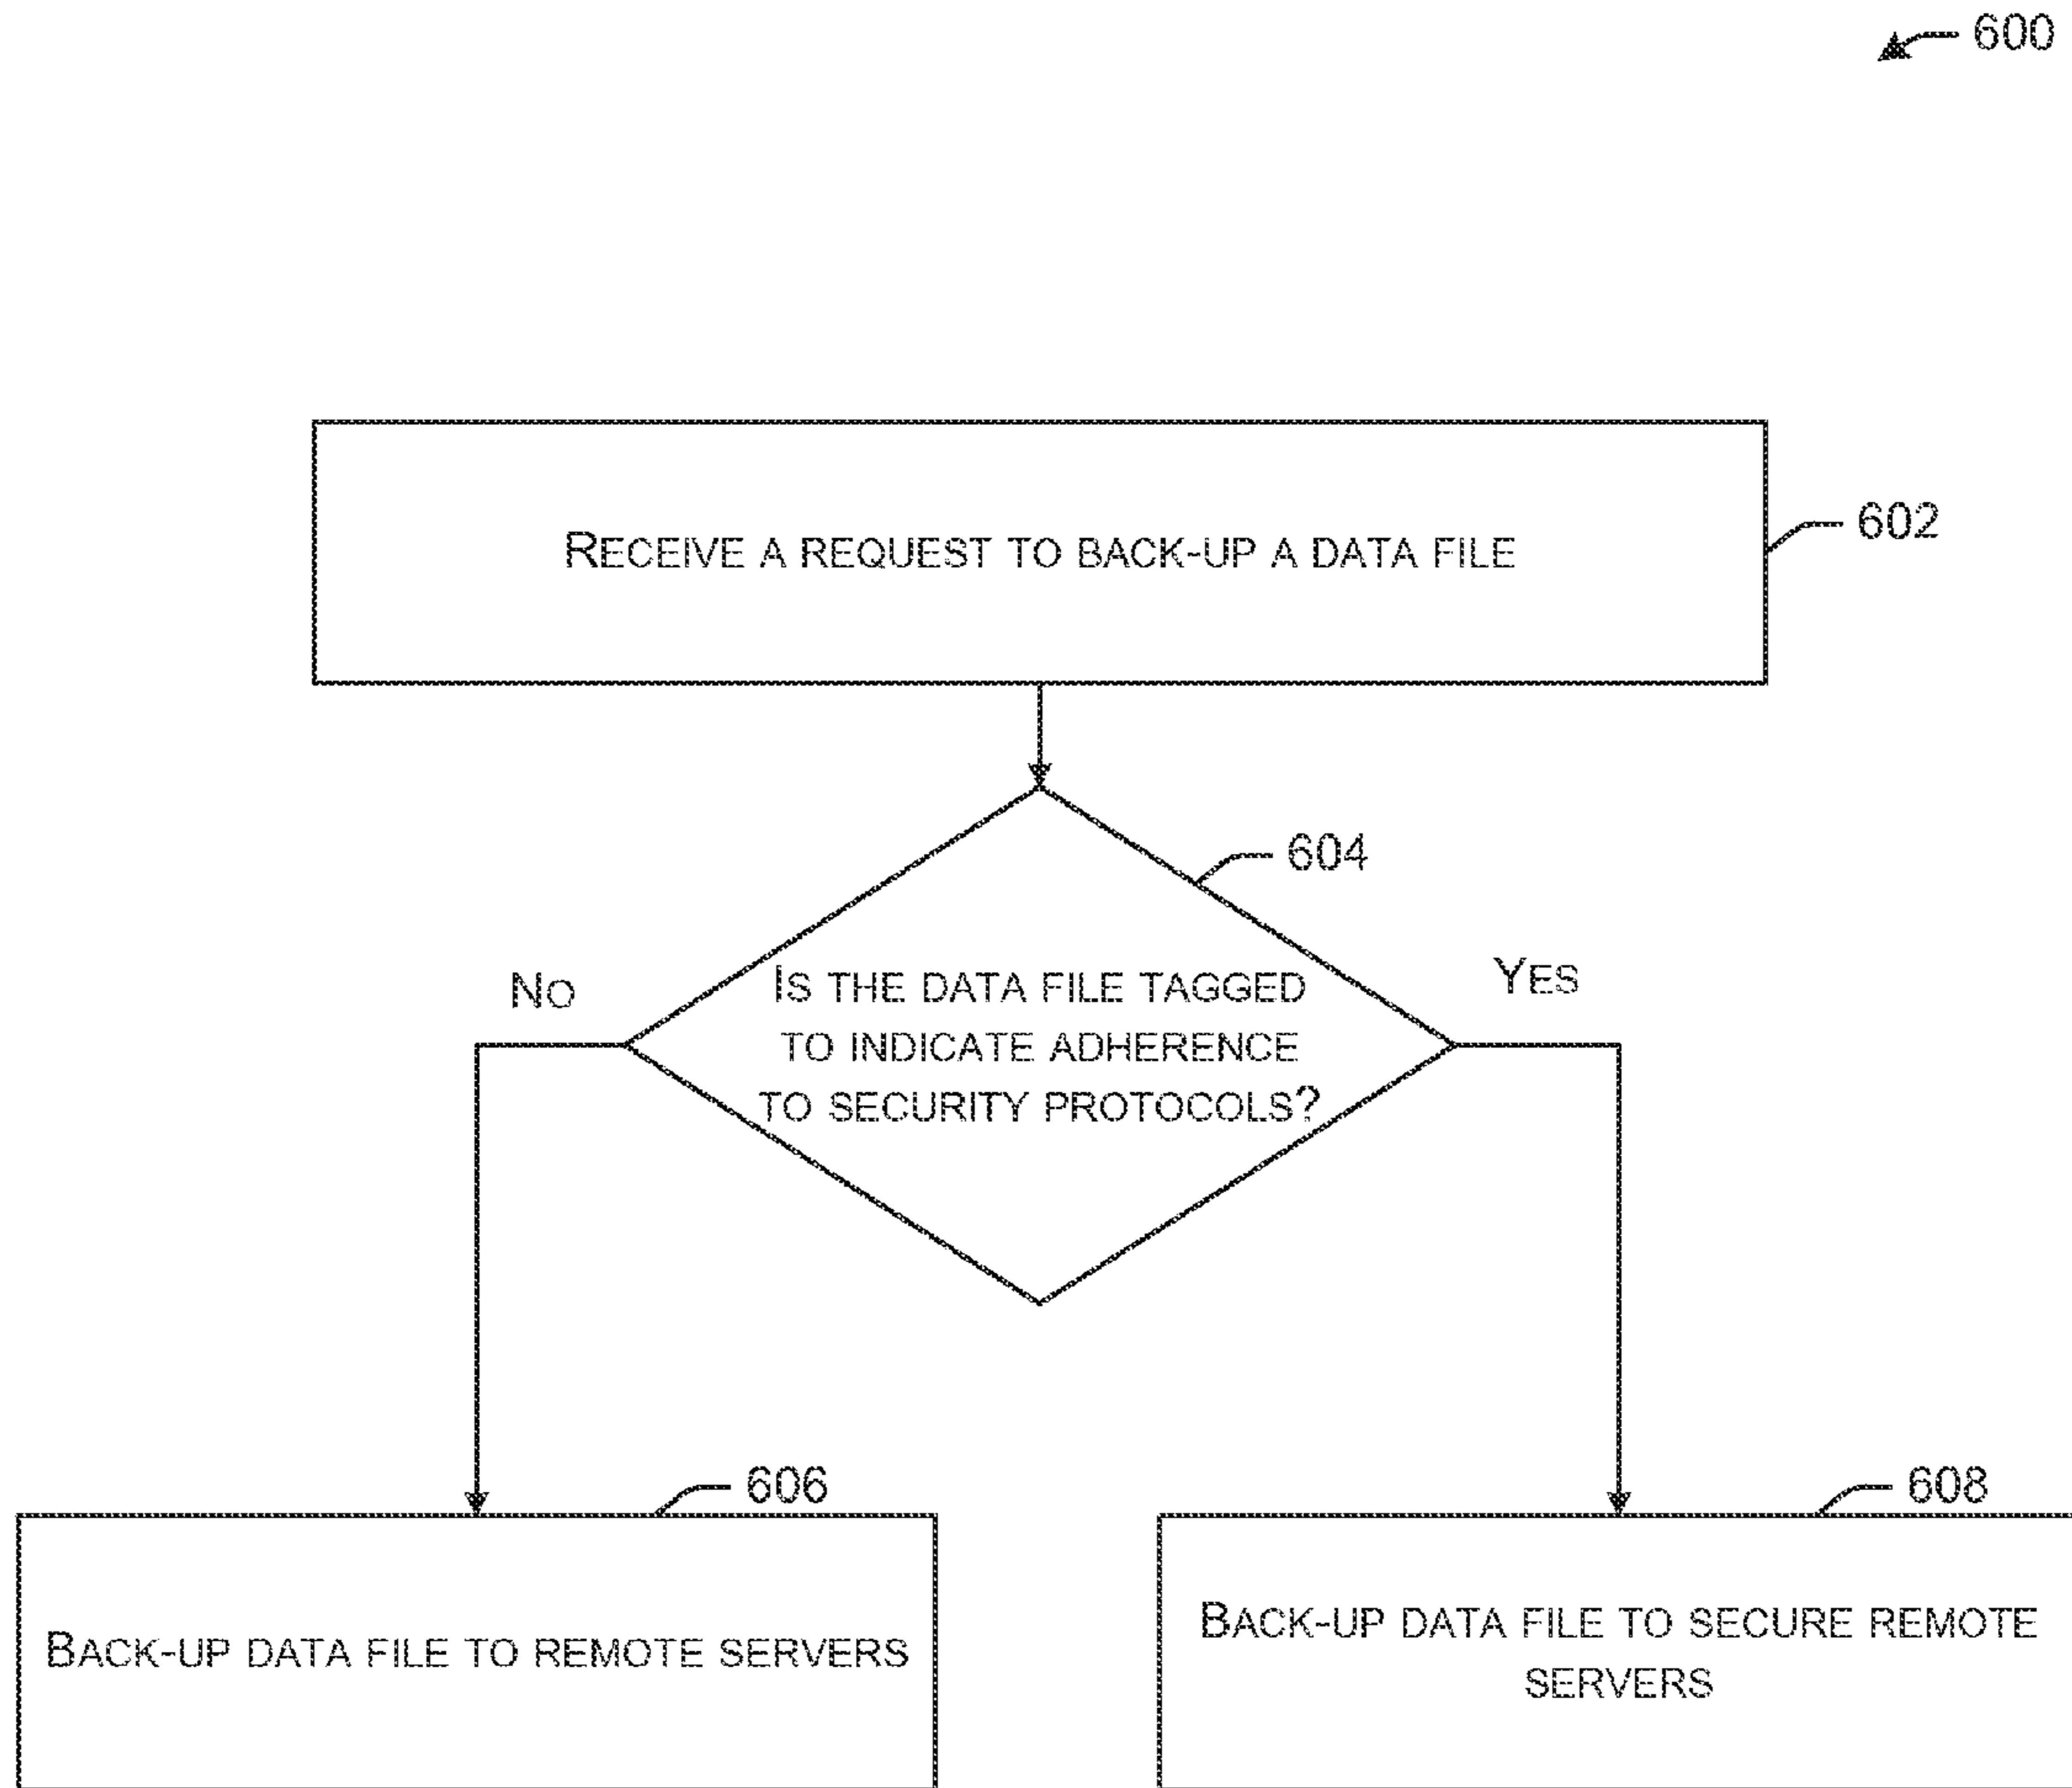 600
RECEIVE A REQUEST TO BACK-UP A DATA FILE
602
604
NO
IS THE DATA FILE TAGGED
TO INDICATE ADHERENCE
TO SECURITY PROTOCOLS?
YES
606
BACK-UP DATA FILE TO REMOTE SERVERS
608
BACK-UP DATA FILE TO SECURE REMOTE
SERVERS